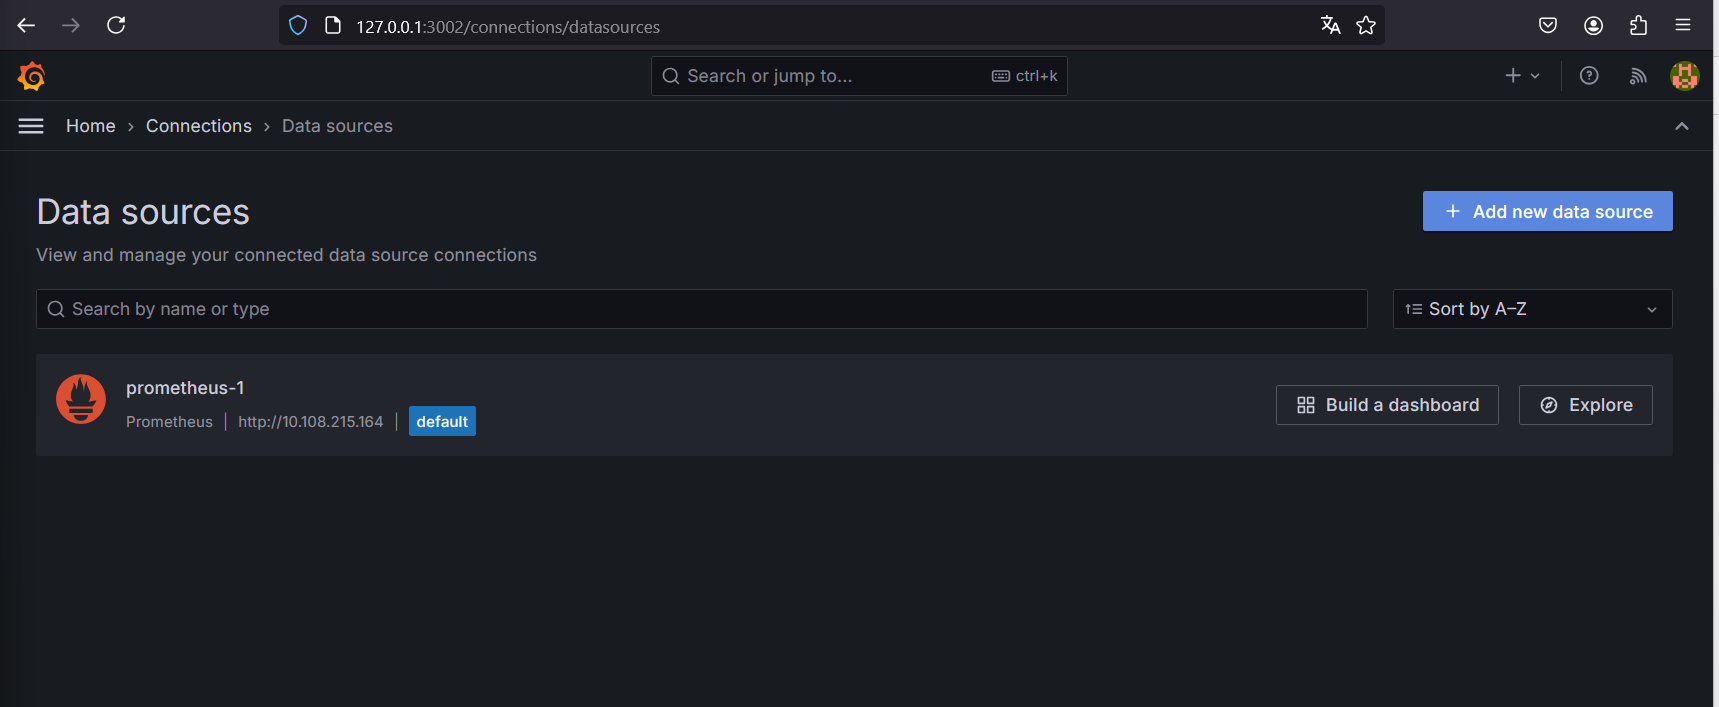 127.0.0.1:3002/connections/datasources
Search or jump to... ctrl+k
Home › Connections › Data sources
Data sources
Add new data source
View and manage your connected data source connections
Search by name or type
Sort by A–Z
prometheus-1
Prometheus | http://10.108.215.164 | default
Build a dashboard
Explore